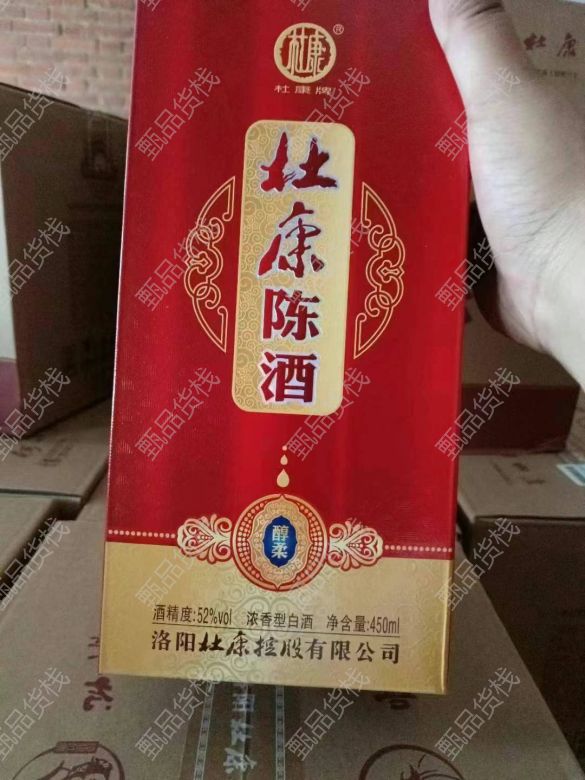 杜康
®
杜康牌
杜康陈酒
醇柔
酒精度:52%vol 浓香型白酒 净含量:450ml
洛阳杜康控股有限公司
杜康
甄品货栈